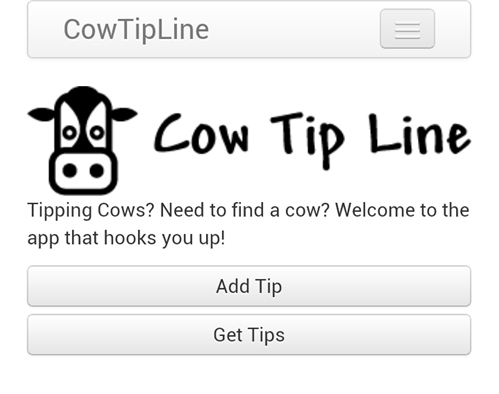 CowTipLine
Cow Tip Line
Tipping Cows? Need to find a cow? Welcome to the
app that hooks you up!
Add Tip
Get Tips